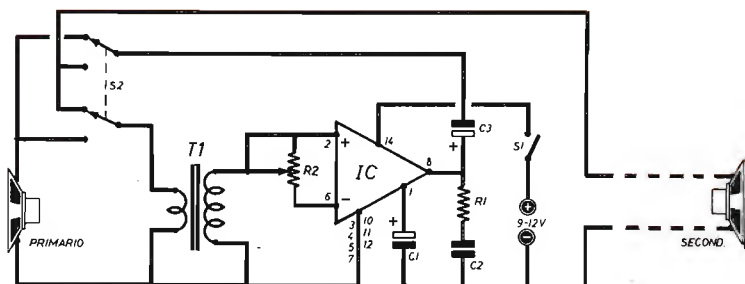 S2
T1
R2
2
+
IC
6
−
14
8
1
3 10
4 11
5 12
7
+
C1
C3
+
R1
C2
S1
+
9-12V
−
PRIMARIO
SECOND.